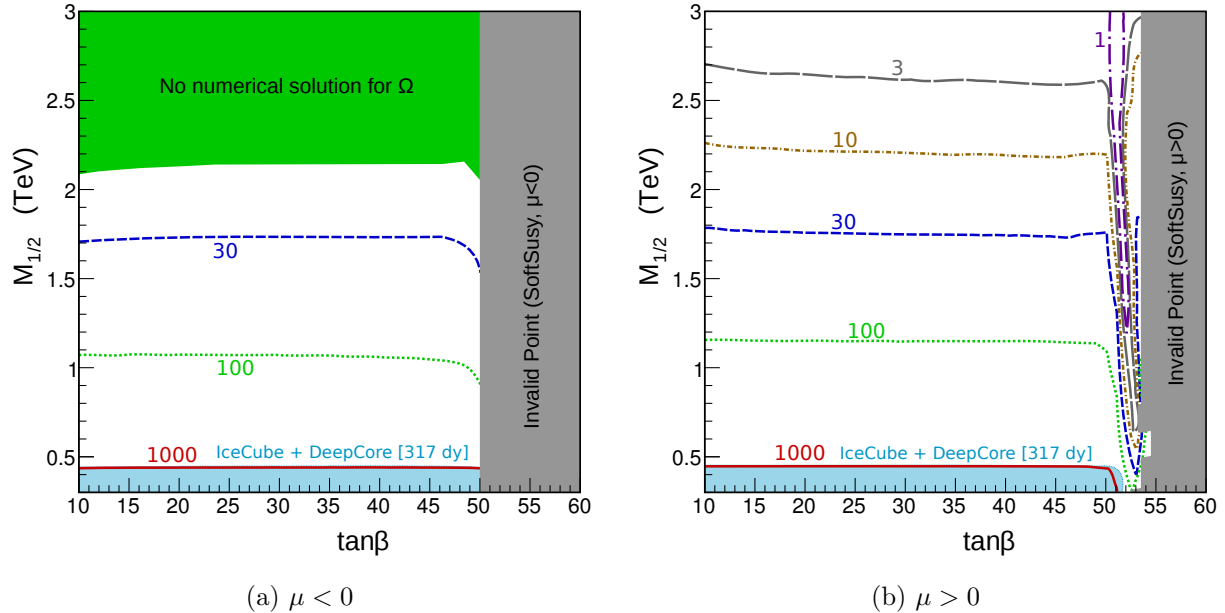 3
2.5
2
1.5
1
0.5
M1/2 (TeV)
No numerical solution for Ω
30
100
1000
IceCube + DeepCore [317 dy]
Invalid Point (SoftSusy, μ<0)
10 15 20 25 30 35 40 45 50 55 60
tanβ
(a) μ < 0
3
2.5
2
1.5
1
0.5
M1/2 (TeV)
1
3
10
30
100
1000
IceCube + DeepCore [317 dy]
Invalid Point (SoftSusy, μ>0)
10 15 20 25 30 35 40 45 50 55 60
tanβ
(b) μ > 0